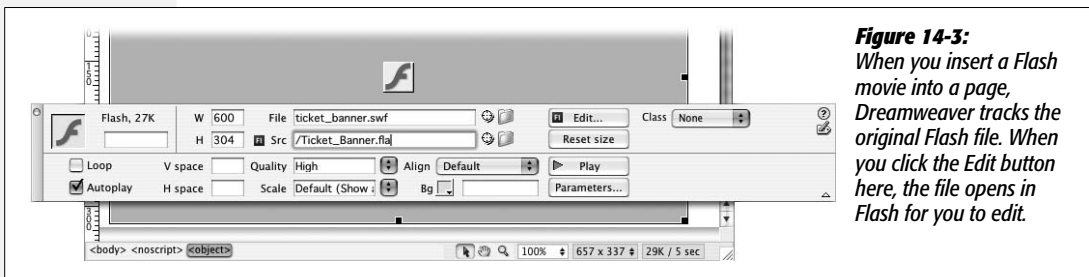 Figure 14-3:
When you insert a Flash
movie into a page,
Dreamweaver tracks the
original Flash file. When
you click the Edit button
here, the file opens in
Flash for you to edit.
150
Flash, 27K W 600 File ticket_banner.swf Edit... Class None
H 304 Src /Ticket_Banner.fla Reset size
Loop V space Quality High Align Default Play
Autoplay H space Scale Default (Show Bg Parameters...
300
<body> <noscript> <object> 100% 657 x 337 29K / 5 sec